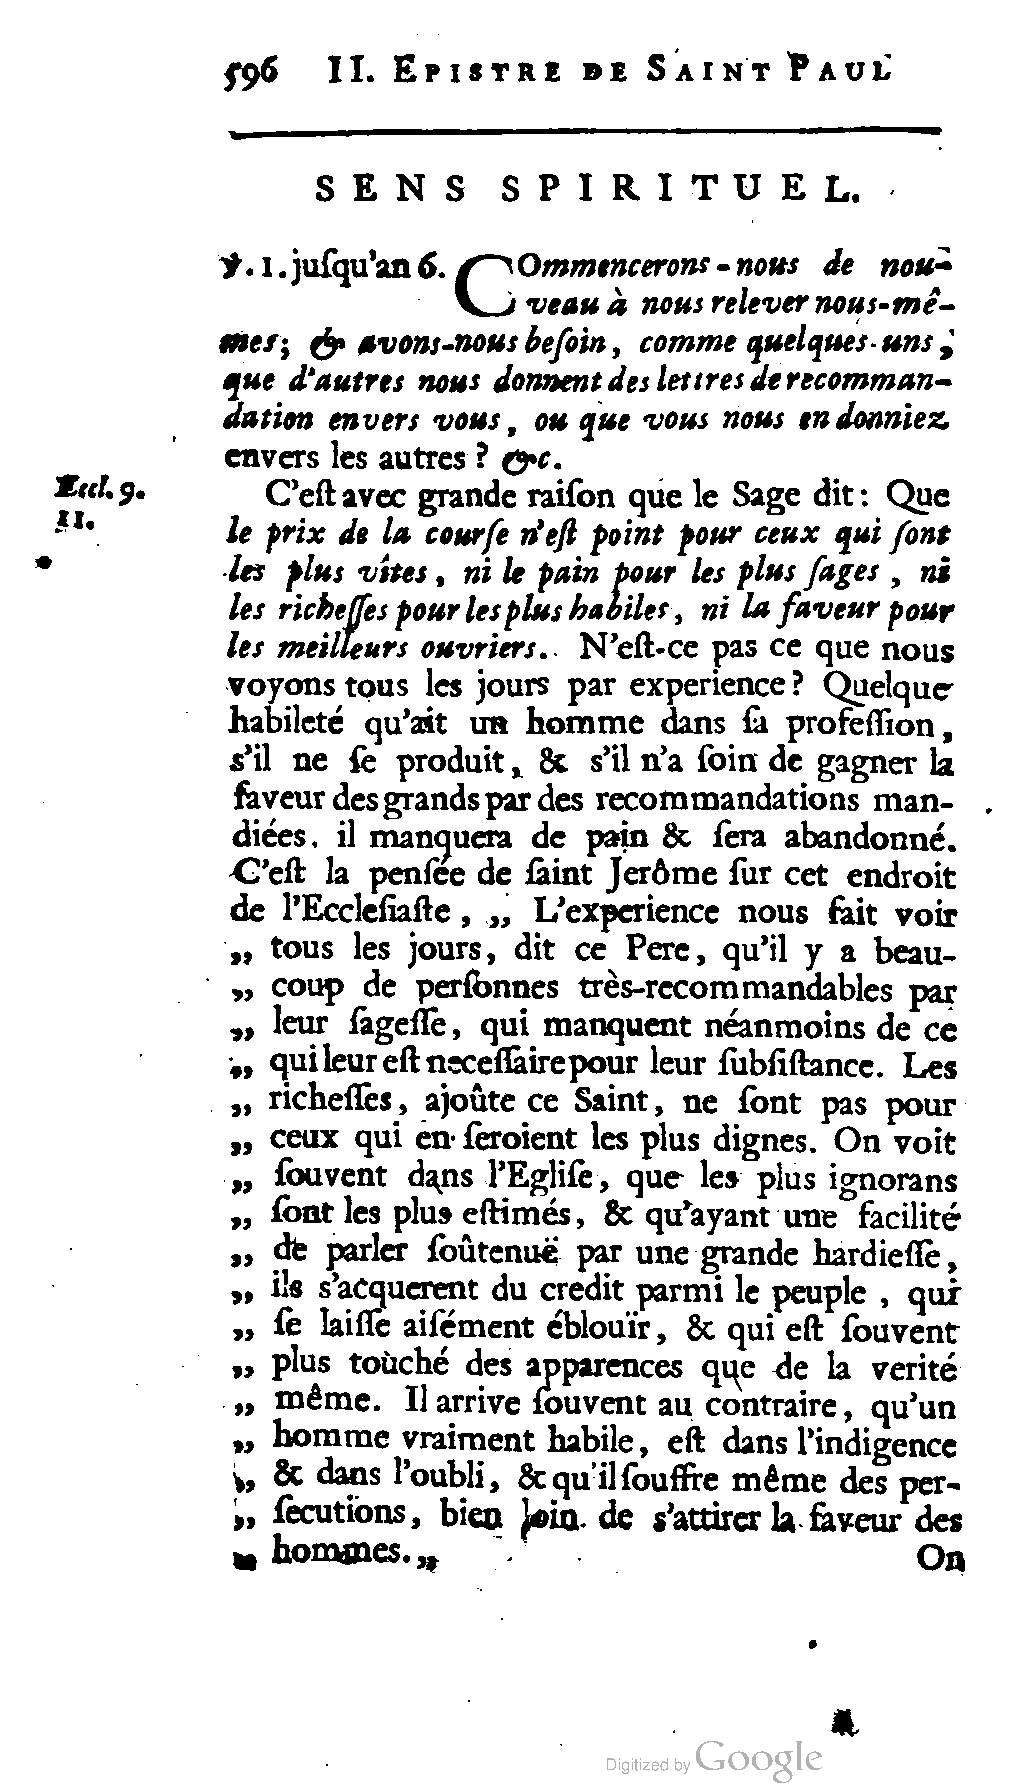 596 II. EPISTRE DE SAINT PAUL
SENS SPIRITUEL.
℣. 1. juſqu'an 6. COmmencerons-nous de nou-
veau à nous relever nous-mê-
mes; & avons-nous beſoin, comme quelques-uns,
que d'autres nous donnent des lettres de recomman-
dation envers vous, ou que vous nous en donniez
envers les autres? &c.
Eccl. 9.
11.
C'eſt avec grande raiſon que le Sage dit: Que
le prix de la courſe n'eſt point pour ceux qui ſont
les plus vîtes, ni le pain pour les plus ſages, ni
les richeſſes pour les plus habiles, ni la faveur pour
les meilleurs ouvriers. N'eſt-ce pas ce que nous
voyons tous les jours par experience? Quelque
habileté qu'ait un homme dans ſa profeſſion,
s'il ne ſe produit, & s'il n'a ſoin de gagner la
faveur des grands par des recommandations man-
diées, il manquera de pain & ſera abandonné.
C'eſt la penſée de ſaint Jerôme ſur cet endroit
de l'Eccleſiaſte, ,, L'experience nous fait voir
,, tous les jours, dit ce Pere, qu'il y a beau-
,, coup de perſonnes très-recommandables par
,, leur ſageſſe, qui manquent néanmoins de ce
,, qui leur eſt neceſſaire pour leur ſubſiſtance. Les
,, richeſſes, ajoûte ce Saint, ne ſont pas pour
,, ceux qui en ſeroient les plus dignes. On voit
,, ſouvent dans l'Egliſe, que les plus ignorans
,, ſont les plus eſtimés, & qu'ayant une facilité
,, de parler ſoûtenuë par une grande hardieſſe,
,, ils s'acquerent du credit parmi le peuple, qui
,, ſe laiſſe aiſément éblouïr, & qui eſt ſouvent
,, plus touché des apparences que de la verité
,, même. Il arrive ſouvent au contraire, qu'un
,, homme vraiment habile, eſt dans l'indigence
,, & dans l'oubli, & qu'il ſouffre même des per-
,, ſecutions, bien loin de s'attirer la faveur des
,, hommes. ,,
On
Digitized by Google